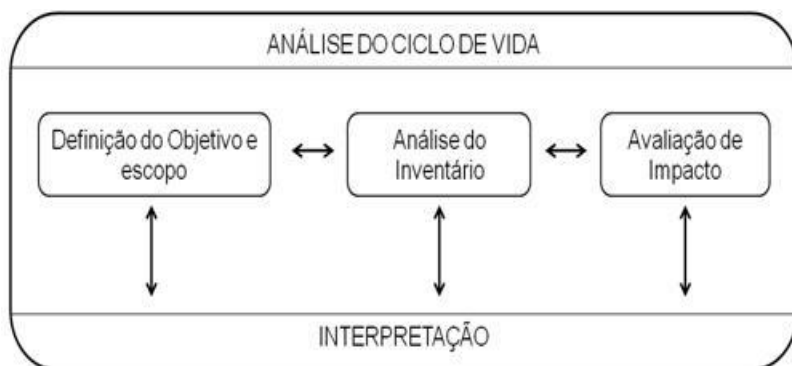 ANÁLISE DO CICLO DE VIDA
Definição do Objetivo e
escopo
Análise do
Inventário
Avaliação de
Impacto
INTERPRETAÇÃO